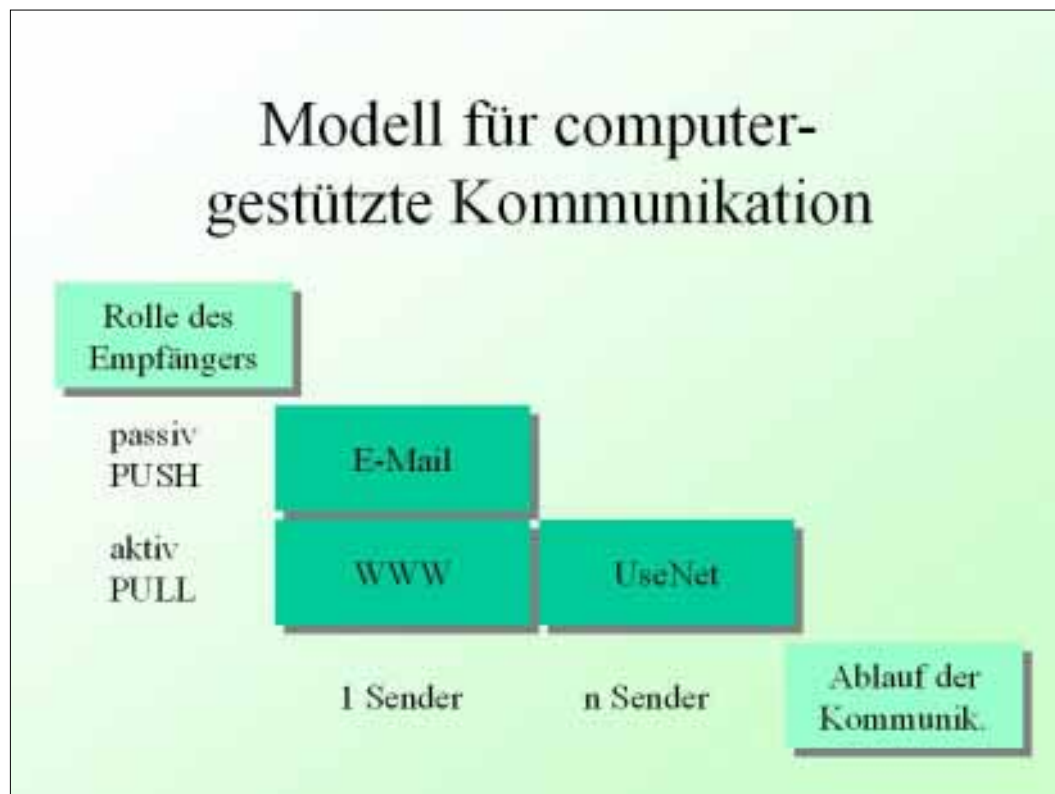 Modell für computer-
gestützte Kommunikation
Rolle des
Empfängers
passiv
PUSH
E-Mail
aktiv
PULL
WWW
UseNet
1 Sender
n Sender
Ablauf der
Kommunik.